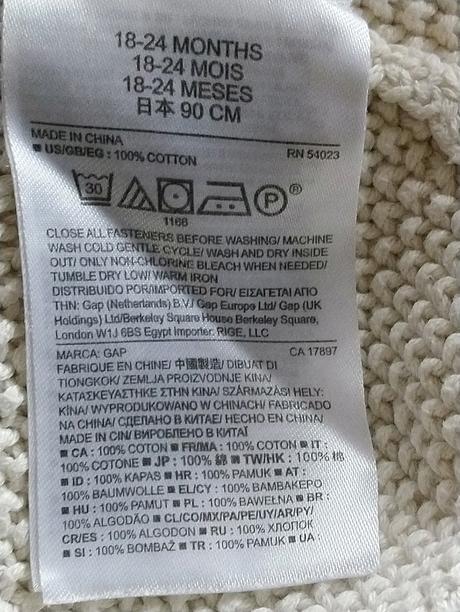 18-24 MONTHS
18-24 MOIS
18-24 MESES
日本 90 CM
MADE IN CHINA
■ US/GB/EG : 100% COTTON RN 54023
30 P ®
1166
CLOSE ALL FASTENERS BEFORE WASHING/ MACHINE
WASH COLD GENTLE CYCLE/ WASH AND DRY INSIDE
OUT/ ONLY NON-CHLORINE BLEACH WHEN NEEDED/
TUMBLE DRY LOW/ WARM IRON
DISTRIBUIDO POR/IMPORTED FOR/ ΕΙΣΑΓΕΤΑΙ ΑΠΟ
ΤΗΝ: Gap (Netherlands) B.V./ Gap Europe Ltd/ Gap (UK
Holdings) Ltd/Berkeley Square House Berkeley Square,
London W1J 6BS Egypt Importer: RIGE, LLC
MARCA: GAP CA 17897
FABRIQUE EN CHINE/ 中國製造/ DIBUAT DI
TIONGKOK/ ZEMLJA PROIZVODNJE KINA/
ΚΑΤΑΣΚΕΥΑΣΤΗΚΕ ΣΤΗΝ ΚΙΝΑ/ SZÁRMAZÁSI HELY:
KÍNA/ WYPRODUKOWANO W CHINACH/ FABRICADO
NA CHINA/ СДЕЛАНО В КИТАЕ/ HECHO EN CHINA/
MADE IN CIN/ ВИРОБЛЕНО В КИТАЇ
■ CA : 100% COTON ■ FR/MA : 100% COTON ■ IT :
100% COTONE ■ JP : 100% 綿 ■ TW/HK : 100% 棉
■ ID : 100% KAPAS ■ HR : 100% PAMUK ■ AT :
100% BAUMWOLLE ■ EL/CY : 100% ΒΑΜΒΑΚΕΡΟ
■ HU : 100% PAMUT ■ PL : 100% BAWEŁNA ■ BR :
100% ALGODÃO ■ CL/CO/MX/PA/PE/UY/AR/PY/
CR/ES : 100% ALGODÓN ■ RU : 100% ХЛОПОК
■ SI : 100% BOMBAŽ ■ TR : 100% PAMUK ■ UA :